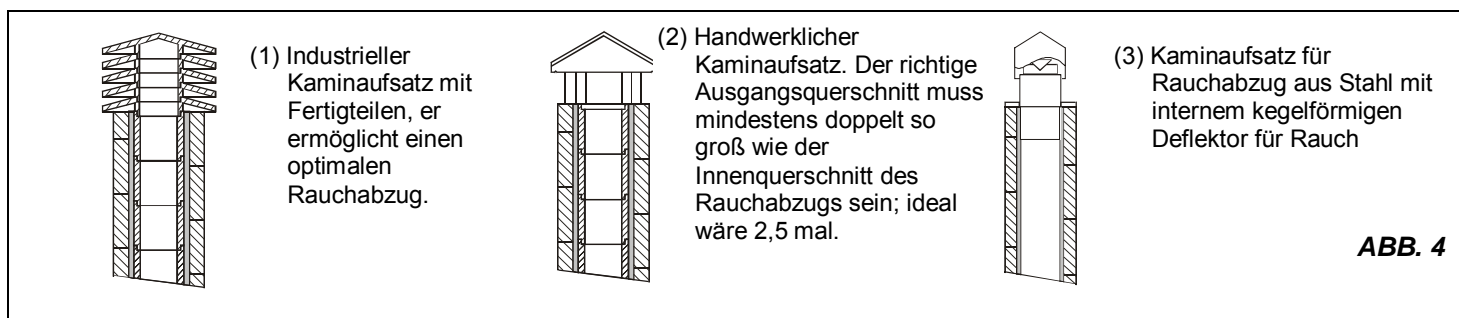 (1) Industrieller
Kaminaufsatz mit
Fertigteilen, er
ermöglicht einen
optimalen
Rauchabzug.
(2) Handwerklicher
Kaminaufsatz. Der richtige
Ausgangsquerschnitt muss
mindestens doppelt so
groß wie der
Innenquerschnitt des
Rauchabzugs sein; ideal
wäre 2,5 mal.
(3) Kaminaufsatz für
Rauchabzug aus Stahl mit
internem kegelförmigen
Deflektor für Rauch
ABB. 4